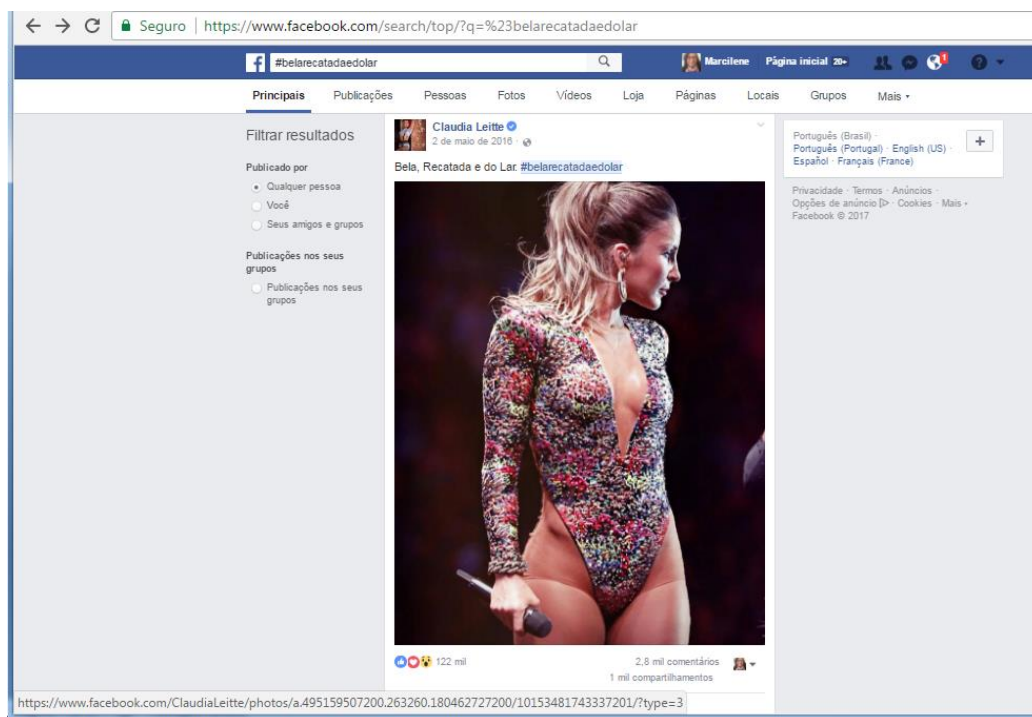 Seguro | https://www.facebook.com/search/top/?q=%23belarecatadaedolar
#belarecatadaedolar
Marcilene Página inicial 20+
1
Principais Publicações Pessoas Fotos Vídeos Loja Páginas Locais Grupos Mais
Filtrar resultados
Publicado por
Qualquer pessoa
Você
Seus amigos e grupos
Publicações nos seus
grupos
Publicações nos seus
grupos
Claudia Leitte
2 de maio de 2016 ·
Bela, Recatada e do Lar. #belarecatadaedolar
122 mil
2,8 mil comentários
1 mil compartilhamentos
Português (Brasil) ·
Português (Portugal) · English (US) ·
Español · Français (France)
+
Privacidade · Termos · Anúncios ·
Opções de anúncio · Cookies · Mais
Facebook © 2017
https://www.facebook.com/ClaudiaLeitte/photos/a.495159507200.263260.180462727200/10153481743337201/?type=3